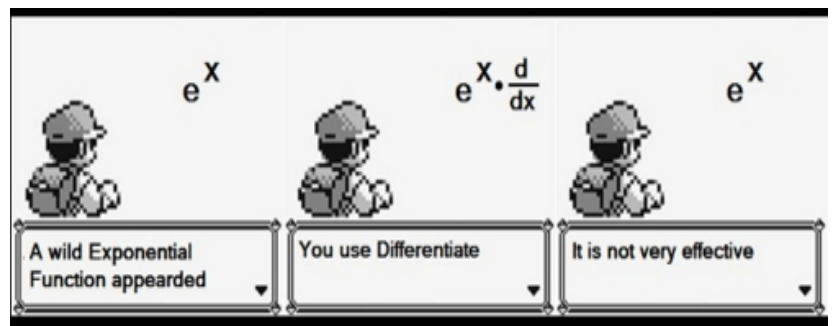 e^x
A wild Exponential
Function appearded
e^x · d/dx
You use Differentiate
e^x
It is not very effective